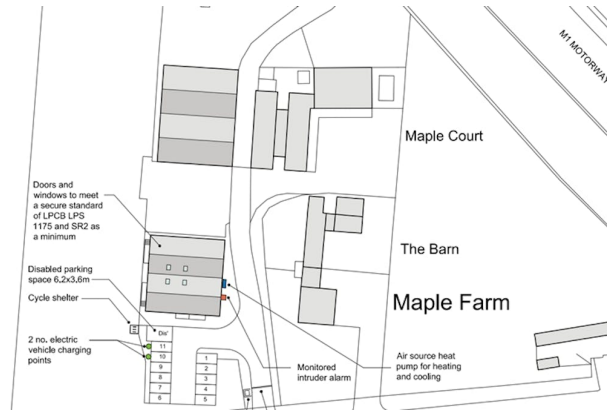 M1 MOTORWAY
Maple Court
Doors and
windows to meet
a secure standard
of LPCB LPS
1175 and SR2 as
a minimum
The Barn
Disabled parking
space 6,2x3,6m
Maple Farm
Cycle shelter
Dis'
2 no. electric
vehicle charging
points
11
10
9
8
7
6
1
2
3
4
5
Monitored
intruder alarm
Air source heat
pump for heating
and cooling